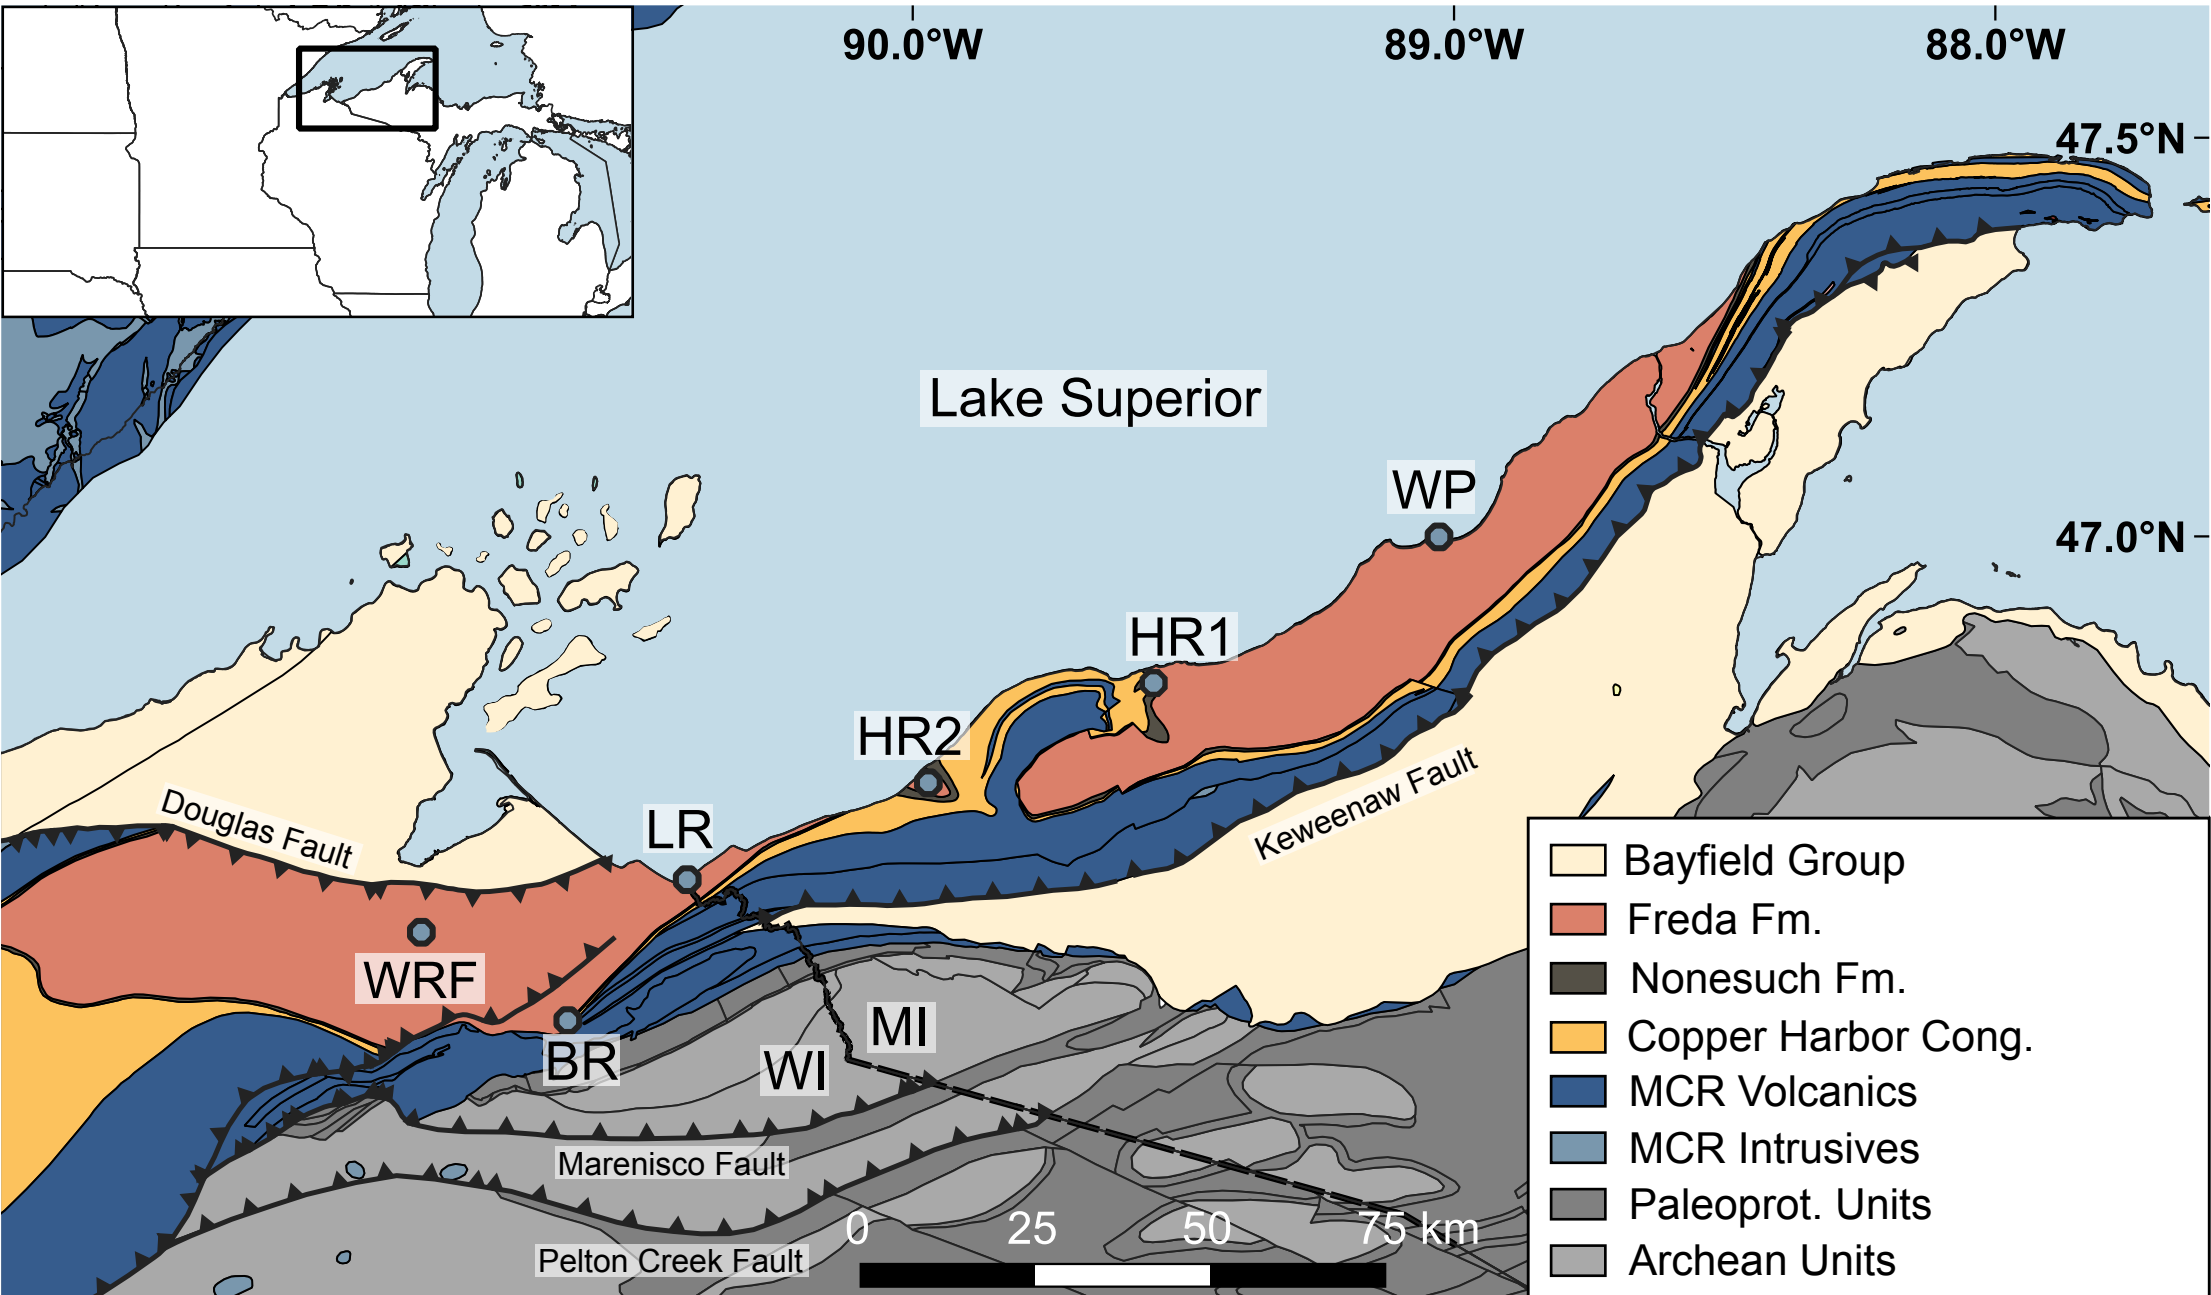 90.0°W
89.0°W
88.0°W
47.5°N
Lake Superior
WP
47.0°N
HR1
HR2
LR
Douglas Fault
Keweenaw Fault
WRF
BR
MI
WI
Marenisco Fault
Pelton Creek Fault
0 25 50 75 km
Bayfield Group
Freda Fm.
Nonesuch Fm.
Copper Harbor Cong.
MCR Volcanics
MCR Intrusives
Paleoprot. Units
Archean Units